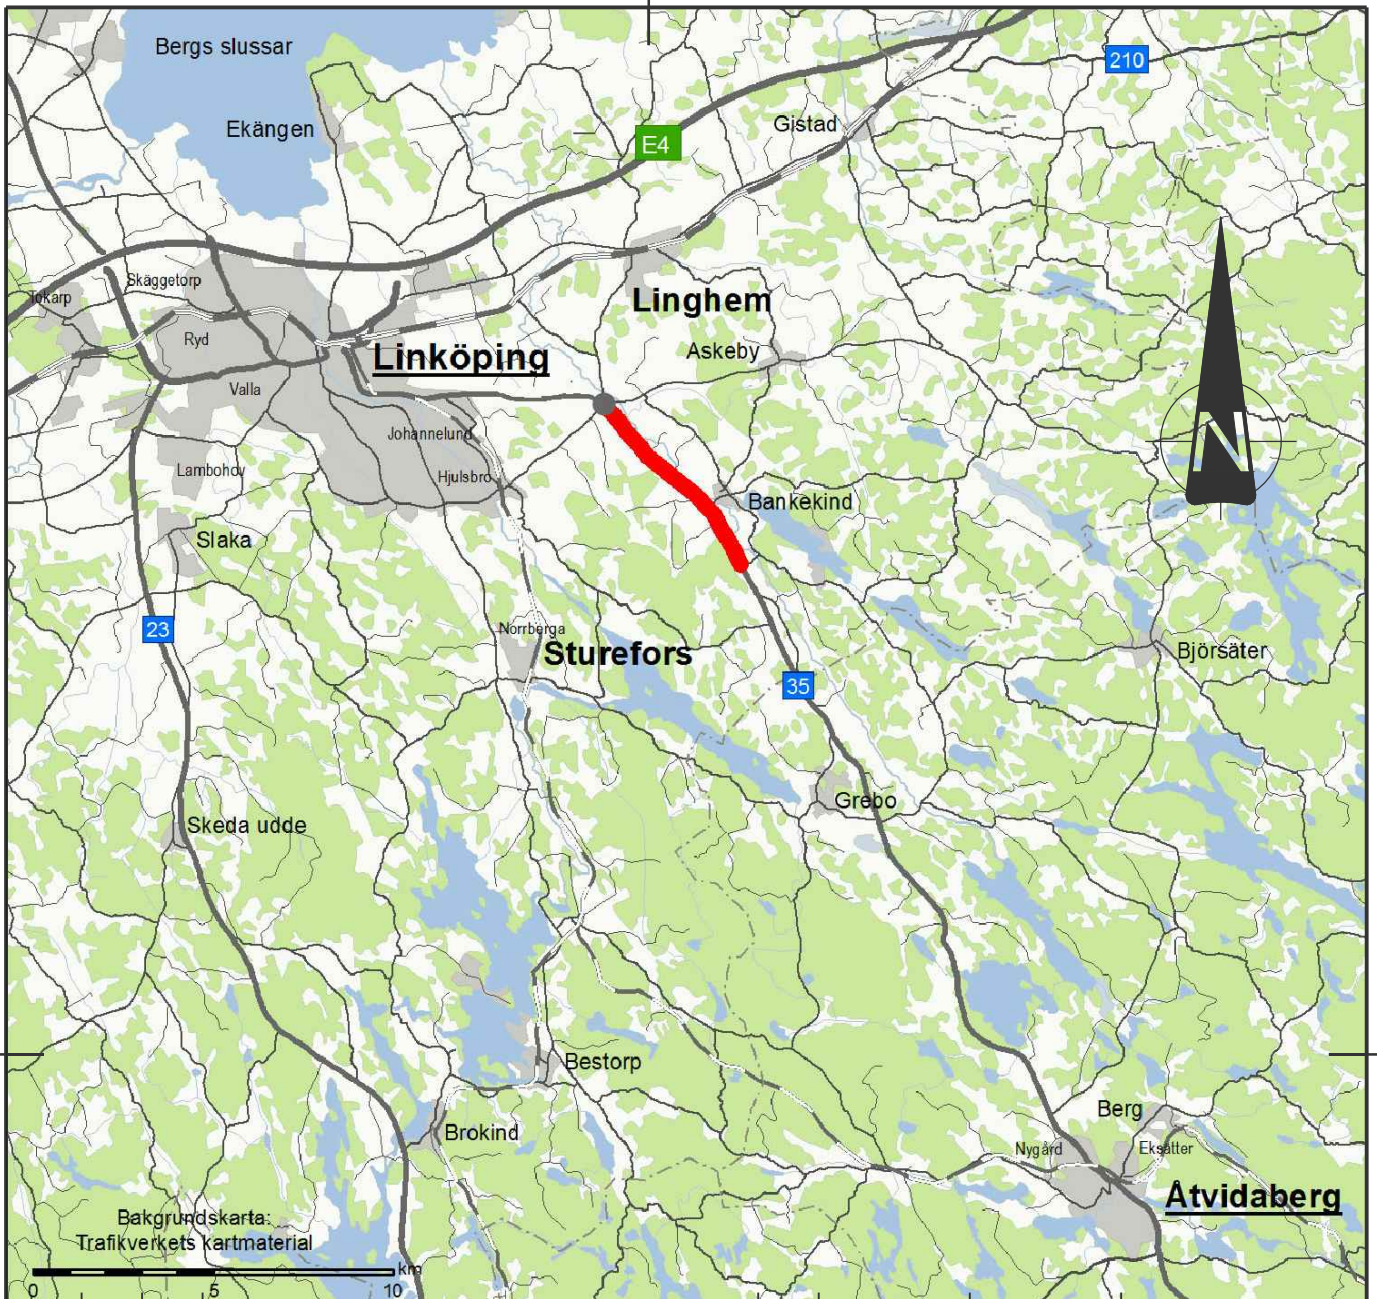 Bergs slussar
210
Ekängen
Gistad
E4
Skäggetorp
Tokarp
Linghem
Ryd
Askeby
Linköping
Valla
Johannelund
Lambohov
Hjulsbro
Bankekind
Slaka
23
Norrberga
Sturefors
Björsäter
35
Grebo
Skeda udde
Bestorp
Berg
Brokind
Nygård
Eksätter
Åtvidaberg
Bakgrundskarta:
Trafikverkets kartmaterial
km
0 5 10
N